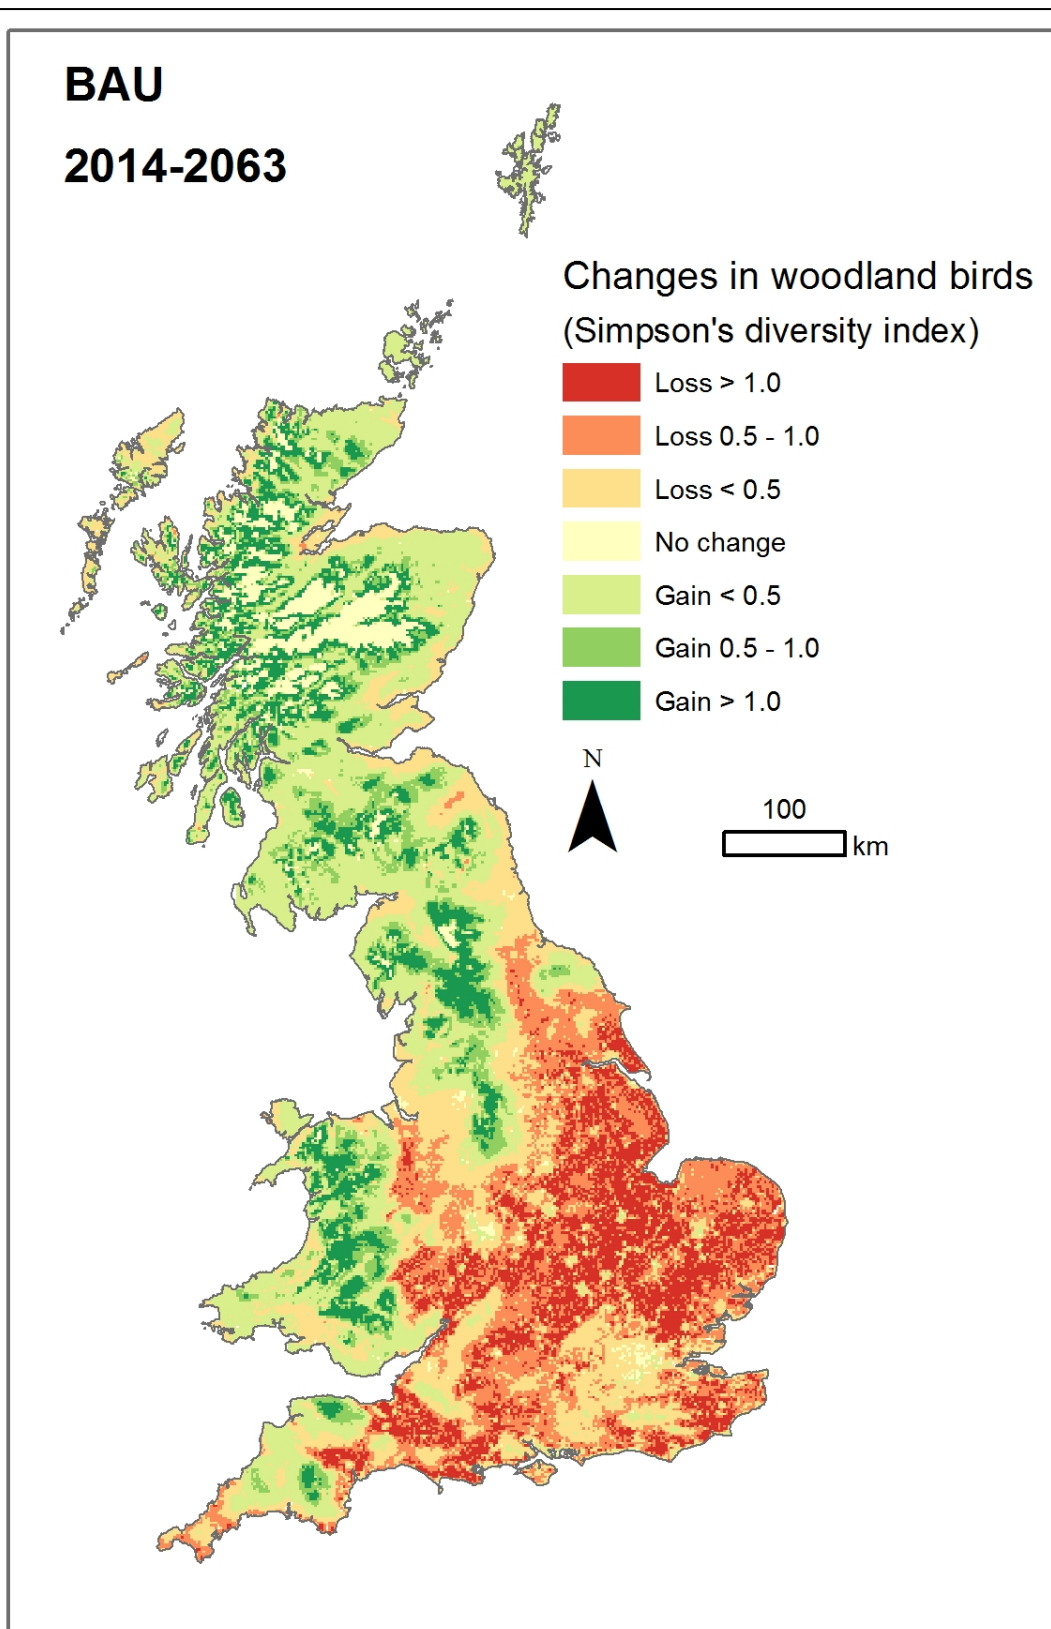 BAU
2014-2063
Changes in woodland birds
(Simpson's diversity index)
Loss > 1.0
Loss 0.5 - 1.0
Loss < 0.5
No change
Gain < 0.5
Gain 0.5 - 1.0
Gain > 1.0
N
100
km